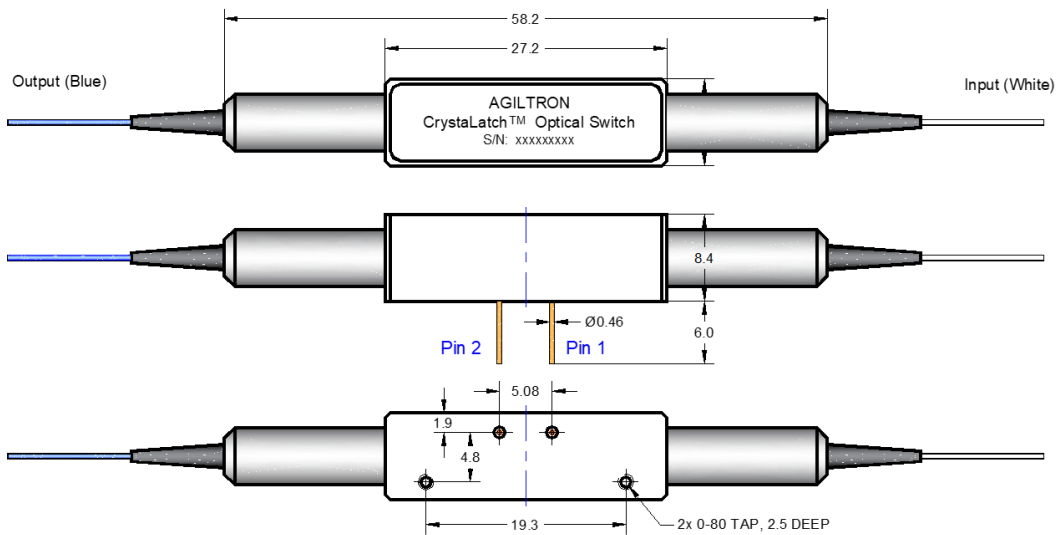 58.2
27.2
Output (Blue)
Input (White)
AGILTRON
CrystaLatch™ Optical Switch
S/N: xxxxxxxxx
8.4
Ø0.46
6.0
Pin 2
Pin 1
5.08
1.9
4.8
19.3
2x 0-80 TAP, 2.5 DEEP